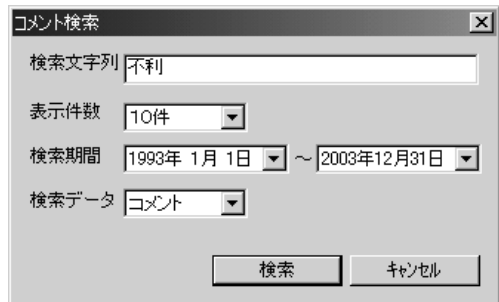 コメント検索
検索文字列 不利
表示件数 10件
検索期間 1993年 1月 1日 ～ 2003年12月31日
検索データ コメント
検索 キャンセル